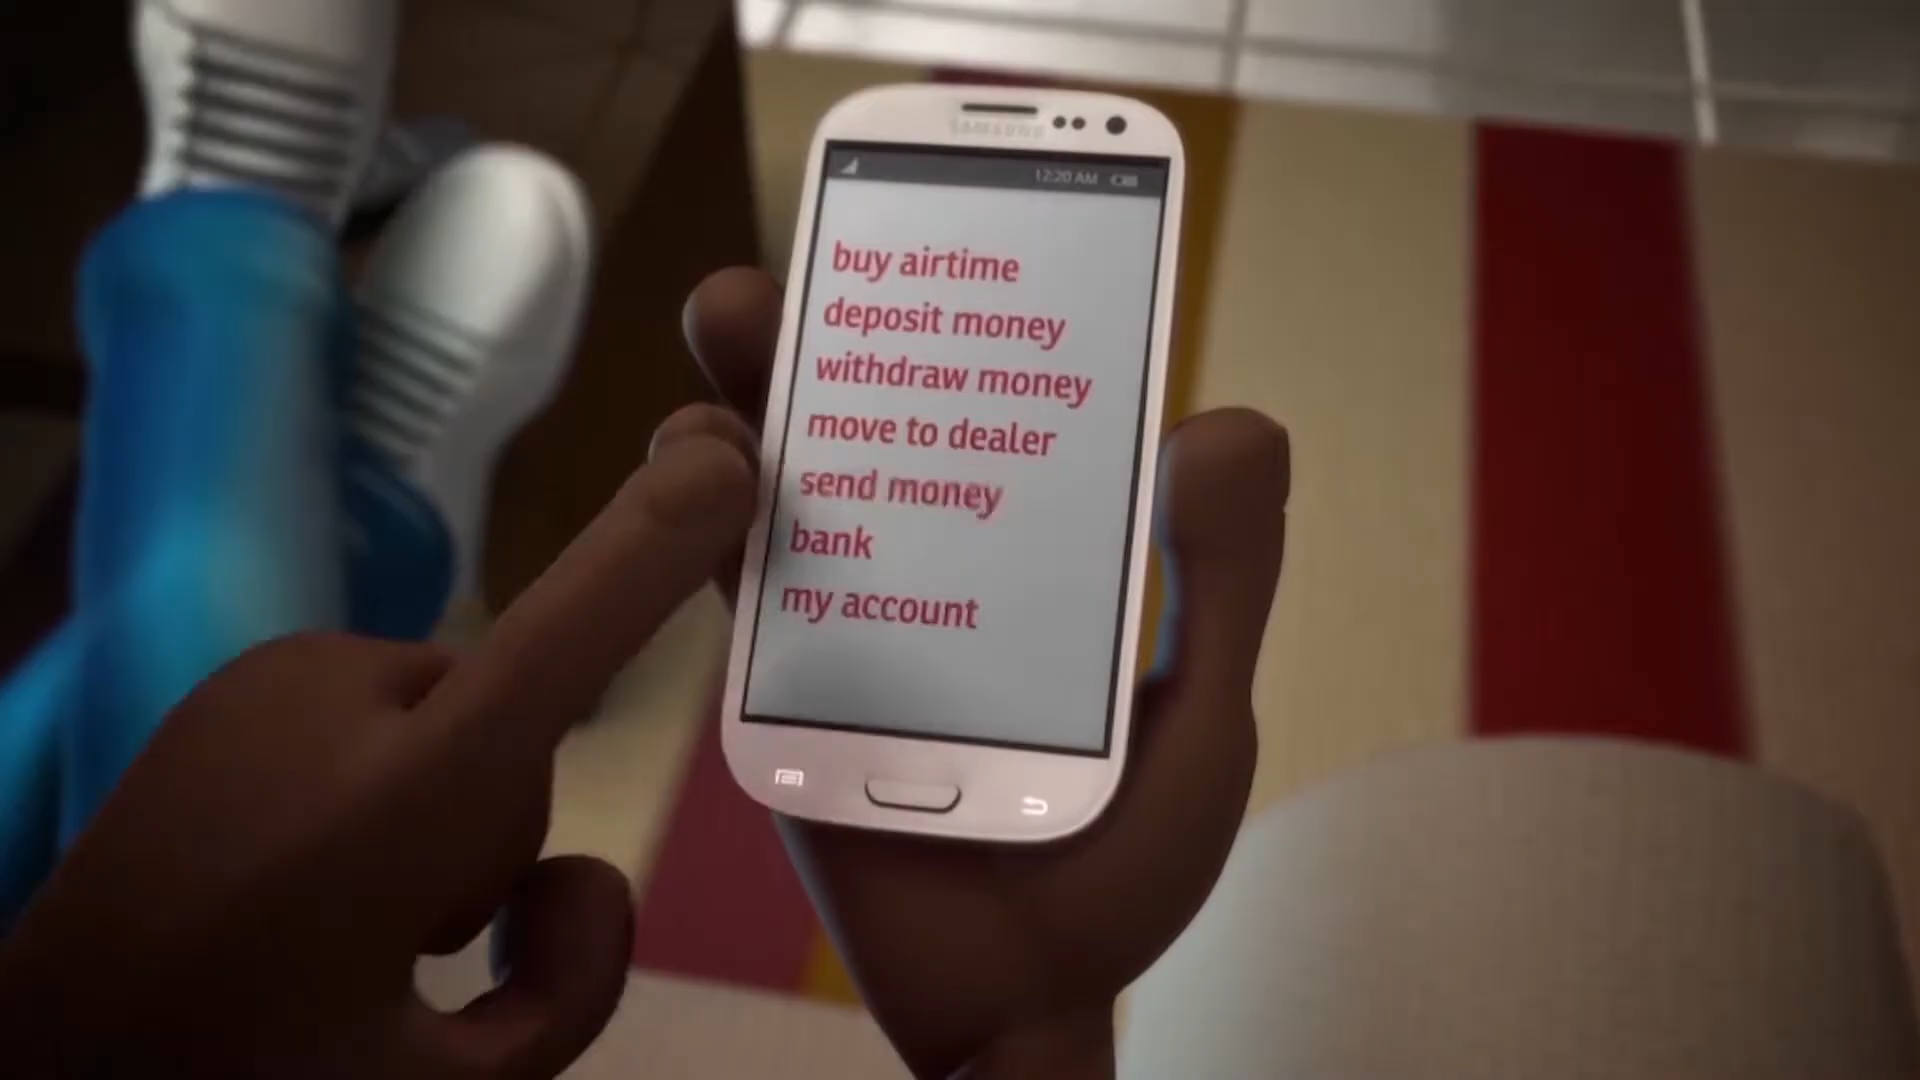 SAMSUNG
12:20 AM
buy airtime
deposit money
withdraw money
move to dealer
send money
bank
my account